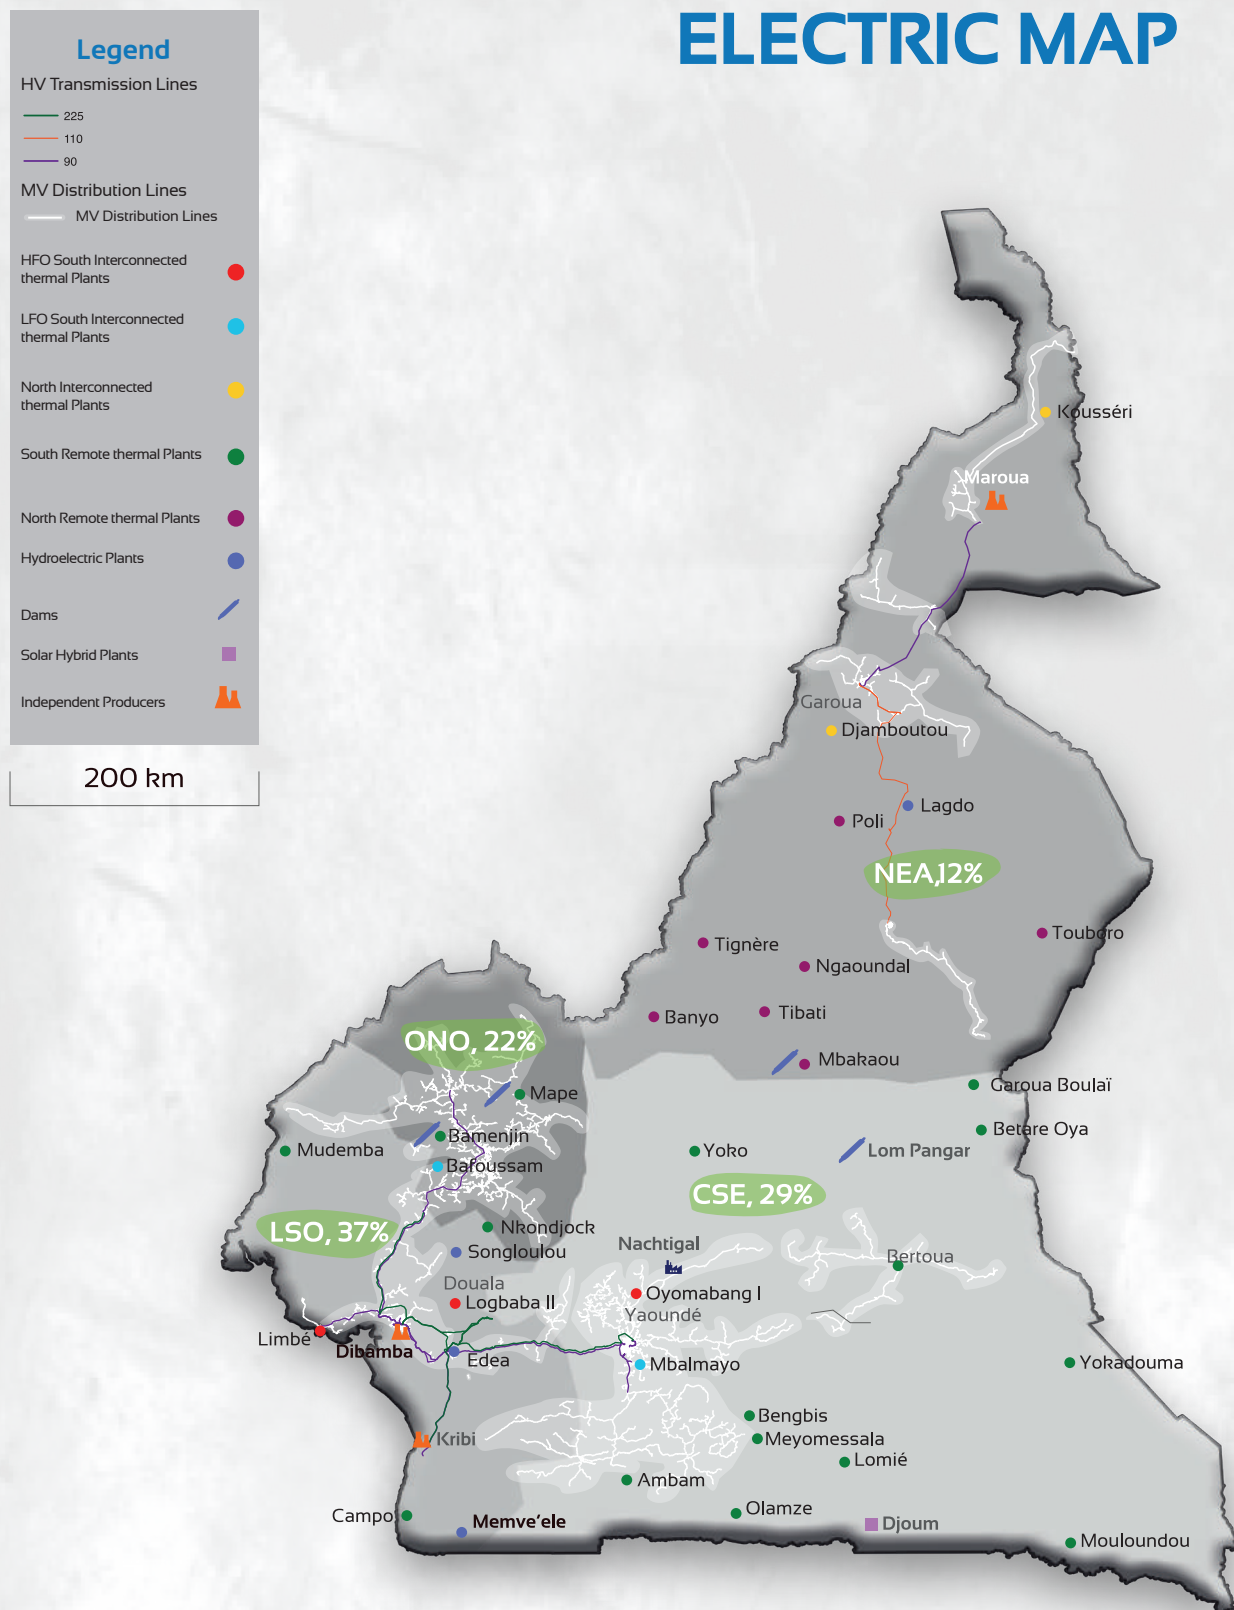 ELECTRIC MAP
Legend
HV Transmission Lines
225
110
90
MV Distribution Lines
MV Distribution Lines
HFO South Interconnected
thermal Plants
LFO South Interconnected
thermal Plants
North Interconnected
thermal Plants
South Remote thermal Plants
North Remote thermal Plants
Hydroelectric Plants
Dams
Solar Hybrid Plants
Independent Producers
200 km
Kousséri
Maroua
Garoua
Djamboutou
Lagdo
Poli
NEA,12%
Touboro
Tignère
Ngaoundal
Banyo
Tibati
ONO, 22%
Mbakaou
Garoua Boulaï
Mape
Betare Oya
Bamenjin
Mudemba
Yoko
Lom Pangar
Bafoussam
CSE, 29%
LSO, 37%
Nkondjock
Songloulou
Nachtigal
Bertoua
Douala
Logbaba II
Oyomabang I
Yaoundé
Limbé
Dibamba
Edea
Mbalmayo
Yokadouma
Bengbis
Kribi
Meyomessala
Lomié
Ambam
Olamze
Campo
Memve'ele
Djoum
Mouloundou